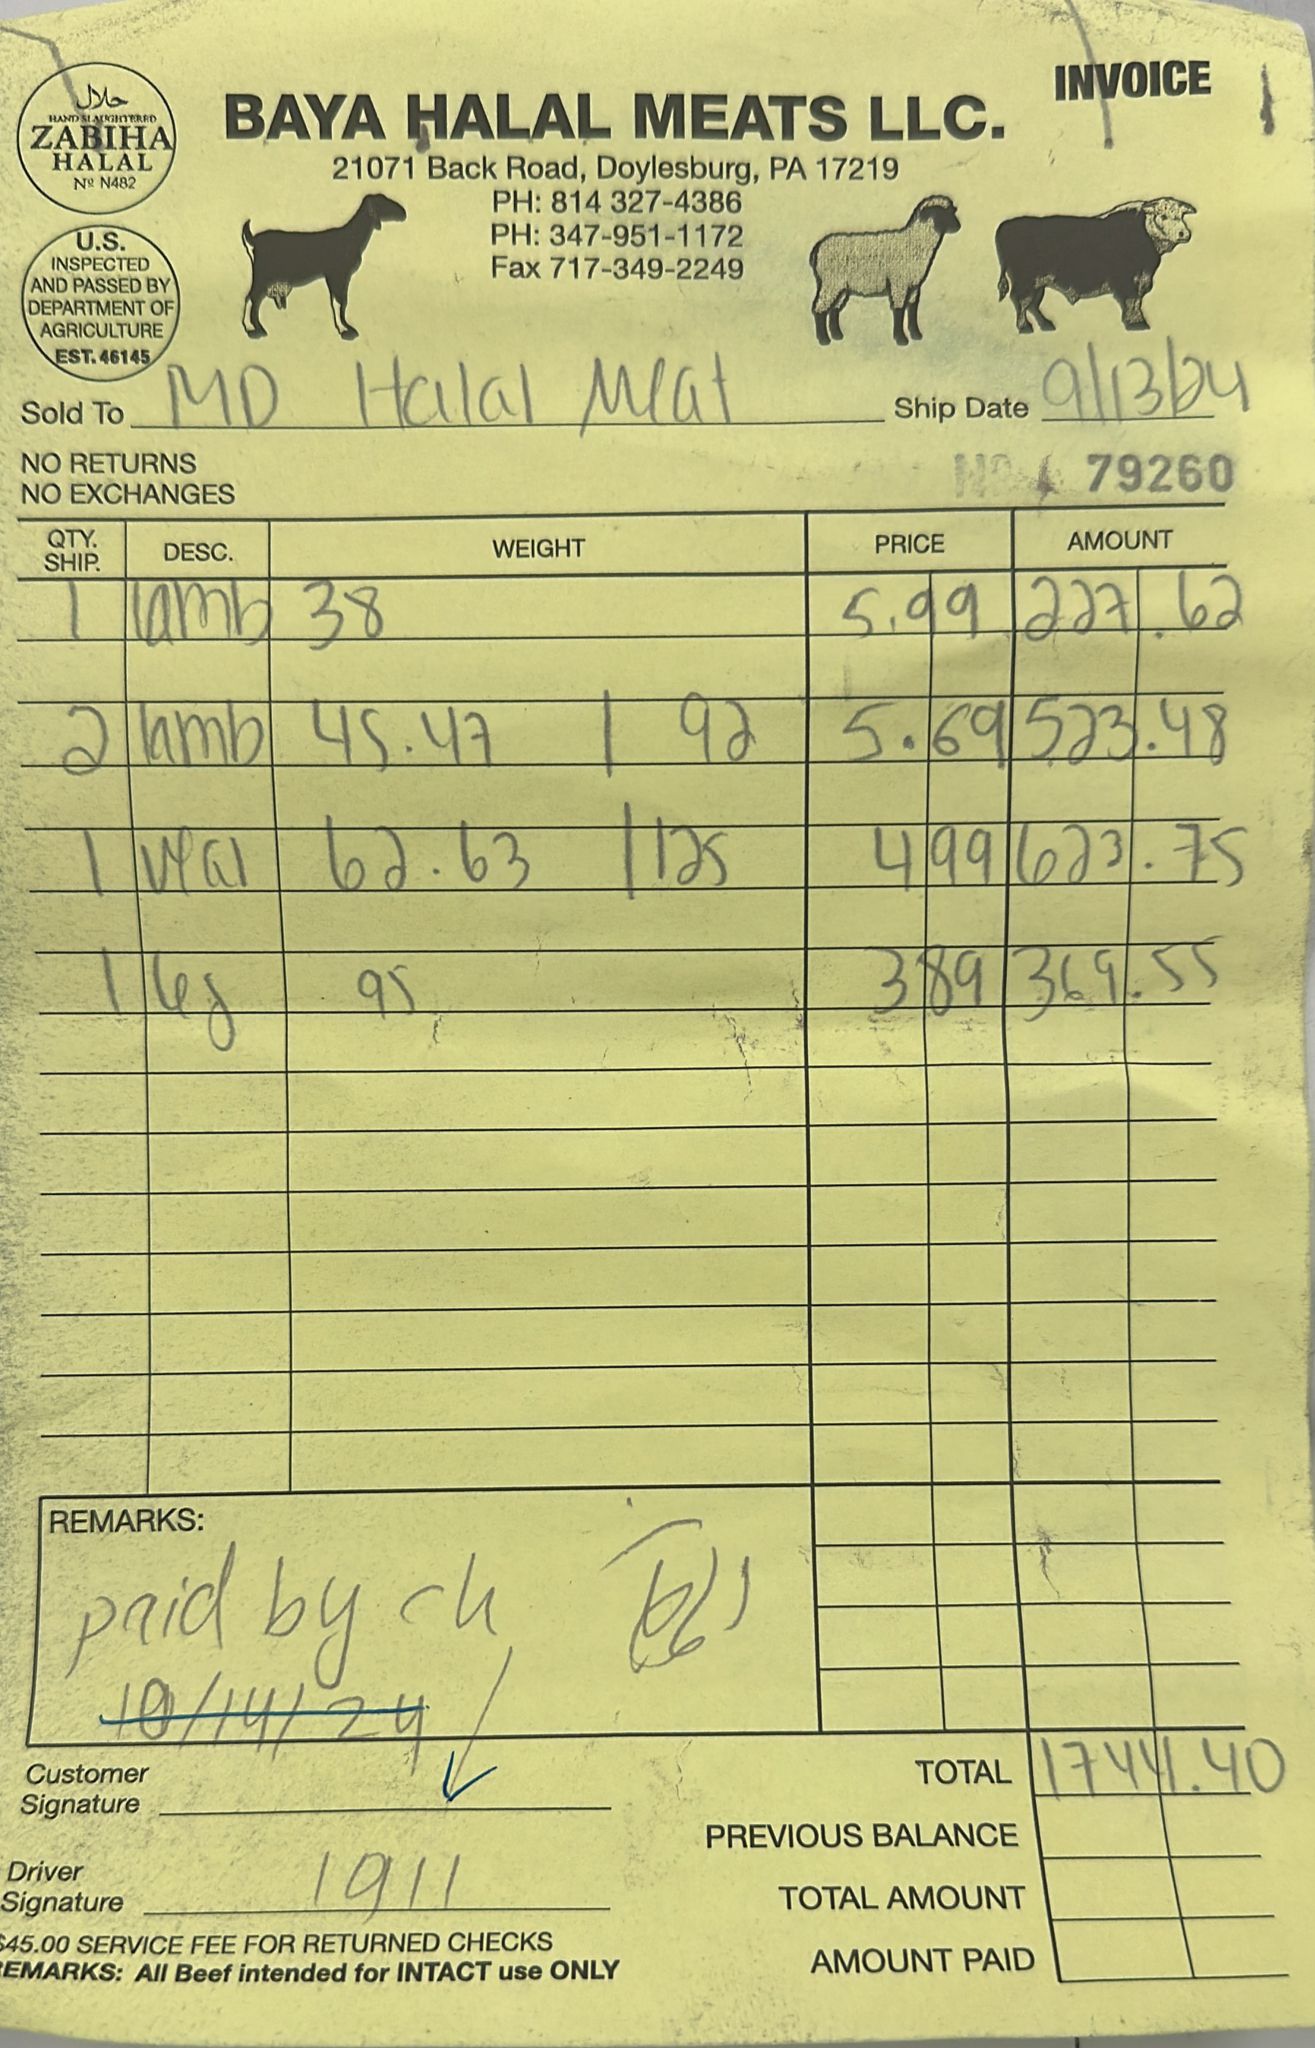 INVOICE
حلال
HAND SLAUGHTERED
ZABIHA
HALAL
Nº N482
BAYA HALAL MEATS LLC.
21071 Back Road, Doylesburg, PA 17219
PH: 814 327-4386
PH: 347-951-1172
Fax 717-349-2249
U.S.
INSPECTED
AND PASSED BY
DEPARTMENT OF
AGRICULTURE
EST. 46145
Sold To MD Halal Meat Ship Date 9/13/24
NO RETURNS
NO EXCHANGES
Nº 79260
QTY. SHIP. DESC. WEIGHT PRICE AMOUNT
1 lamb 38 5.99 227.62
2 lamb 45.47 | 92 5.69 523.48
1 veal 62.63 | 125 4 99 623.75
1 leg 95 3 89 369.55
REMARKS:
paid by ch
10/14/24
Customer
Signature
Driver
Signature 1911
TOTAL 1744.40
PREVIOUS BALANCE
TOTAL AMOUNT
AMOUNT PAID
$45.00 SERVICE FEE FOR RETURNED CHECKS
REMARKS: All Beef intended for INTACT use ONLY